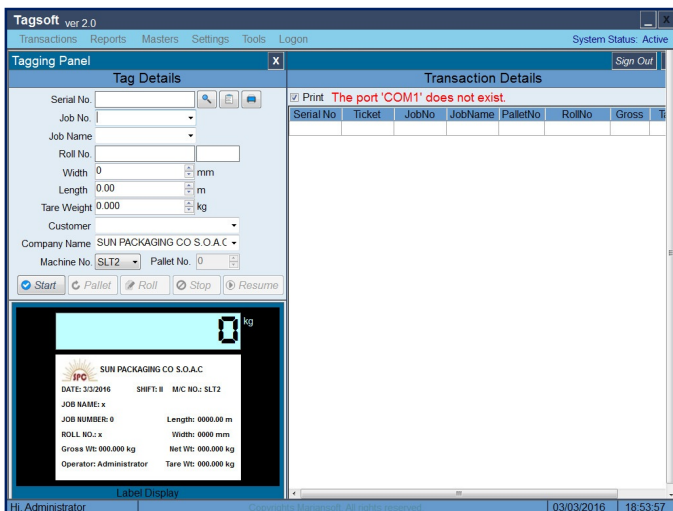 Tagsoft ver 2.0
Transactions Reports Masters Settings Tools Logon System Status: Active
Tagging Panel x Sign Out
Tag Details
Transaction Details
Serial No.
Print The port 'COM1' does not exist.
Job No.
Serial No Ticket JobNo JobName PalletNo RollNo Gross
Job Name
Roll No.
Width 0 mm
Length 0.00 m
Tare Weight 0.000 kg
Customer
Company Name SUN PACKAGING CO S.O.A.C
Machine No. SLT2 Pallet No. 0
Start Pallet Roll Stop Resume
0 kg
SPC SUN PACKAGING CO S.O.A.C
DATE: 3/3/2016 SHIFT: II M/C NO.: SLT2
JOB NAME: x
JOB NUMBER: 0 Length: 0000.00 m
ROLL NO.: x Width: 0000 mm
Gross Wt: 000.000 kg Net Wt: 000.000 kg
Operator: Administrator Tare Wt: 000.000 kg
Label Display
Hi, Administrator All rights reserved 03/03/2016 18:53:57